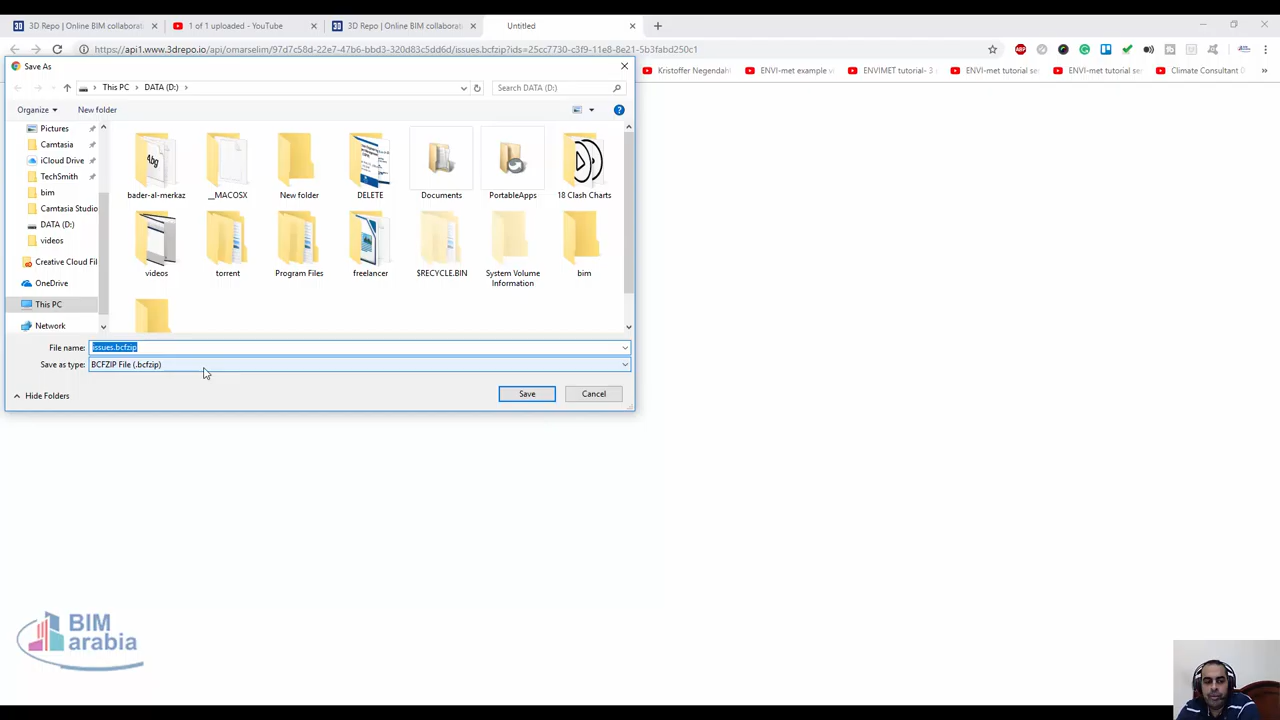 3D Repo | Online BIM collaborat
1 of 1 uploaded - YouTube
3D Repo | Online BIM collaborat
Untitled
https://api1.www.3drepo.io/api/omarselim/97d7c58d-22e7-47b6-bbd3-320d83c5dd6d/issues.bcfzip?ids=25cc7730-c3f9-11e8-8e21-5b3fabd250c1
Kristoffer Negendahl
ENVI-met example v
ENVIMET tutorial- 3
ENVI-met tutorial se
ENVI-met tutorial sec
Climate Consultant 0
Save As
This PC
DATA (D:)
Search DATA (D:)
Organize
New folder
Pictures
Camtasia
iCloud Drive
TechSmith
bim
Camtasia Studio
DATA (D:)
videos
Creative Cloud Fil
OneDrive
This PC
Network
bader-al-merkaz
__MACOSX
New folder
DELETE
Documents
PortableApps
18 Clash Charts
videos
torrent
Program Files
freelancer
$RECYCLE.BIN
System Volume Information
bim
File name:
issues.bcfzip
Save as type:
BCFZIP File (.bcfzip)
Hide Folders
Save
Cancel
BIM
arabia